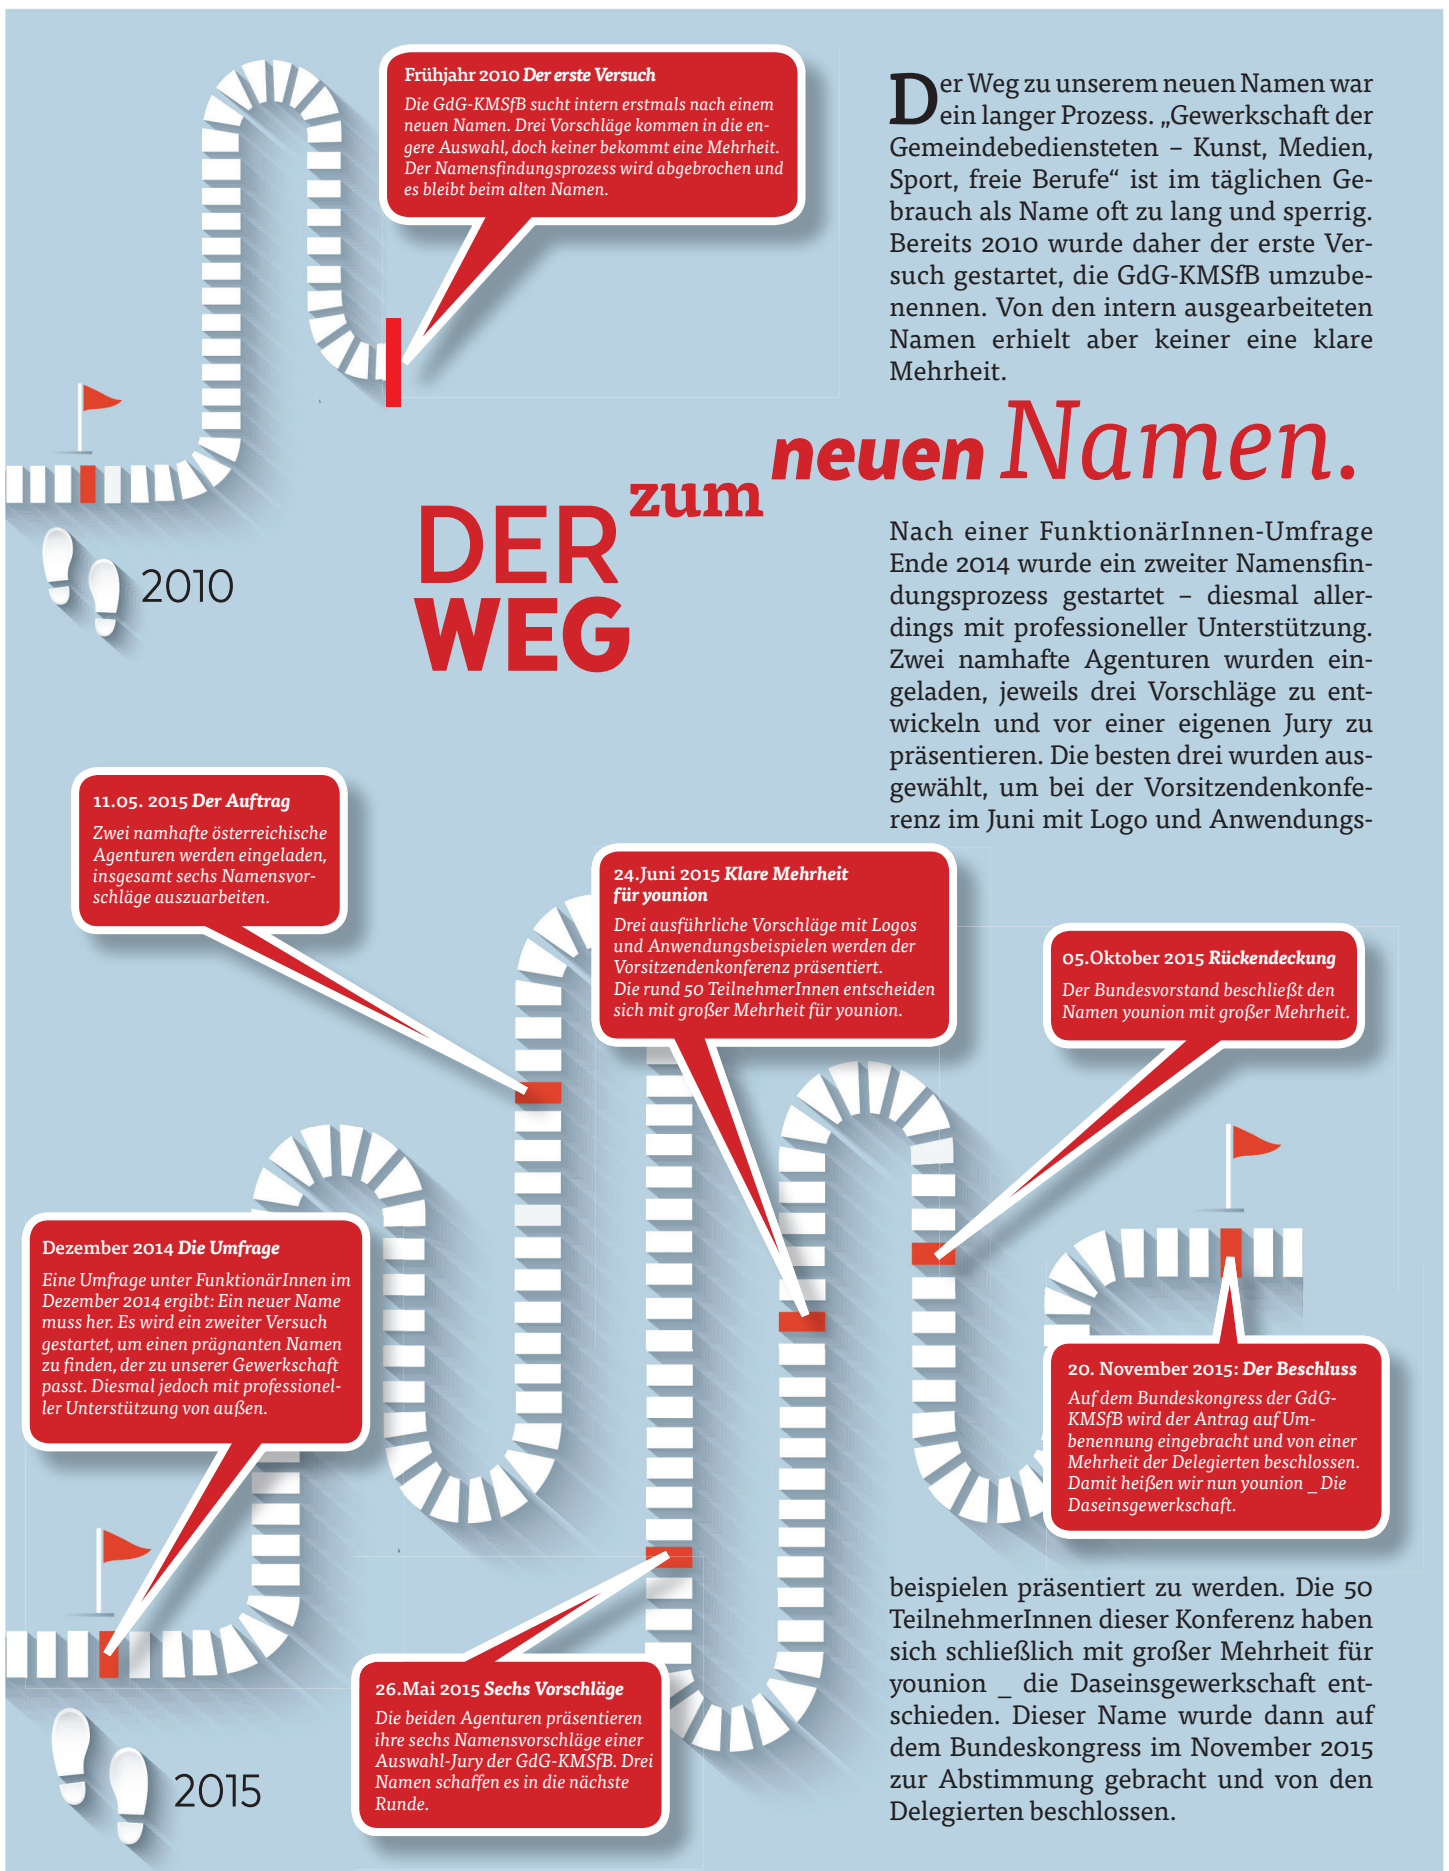 Frühjahr 2010 Der erste Versuch
Die GdG-KMSfB sucht intern erstmals nach einem
neuen Namen. Drei Vorschläge kommen in die en-
gere Auswahl, doch keiner bekommt eine Mehrheit.
Der Namensfindungsprozess wird abgebrochen und
es bleibt beim alten Namen.
Der Weg zu unserem neuen Namen war
ein langer Prozess. „Gewerkschaft der
Gemeindebediensteten – Kunst, Medien,
Sport, freie Berufe“ ist im täglichen Ge-
brauch als Name oft zu lang und sperrig.
Bereits 2010 wurde daher der erste Ver-
such gestartet, die GdG-KMSfB umzube-
nennen. Von den intern ausgearbeiteten
Namen erhielt aber keiner eine klare
Mehrheit.
2010
DER
WEG
zum
neuen Namen.
Nach einer FunktionärInnen-Umfrage
Ende 2014 wurde ein zweiter Namensfin-
dungsprozess gestartet – diesmal aller-
dings mit professioneller Unterstützung.
Zwei namhafte Agenturen wurden ein-
geladen, jeweils drei Vorschläge zu ent-
wickeln und vor einer eigenen Jury zu
präsentieren. Die besten drei wurden aus-
gewählt, um bei der Vorsitzendenkonfe-
renz im Juni mit Logo und Anwendungs-
beispielen präsentiert zu werden. Die 50
TeilnehmerInnen dieser Konferenz haben
sich schließlich mit großer Mehrheit für
younion _ die Daseinsgewerkschaft ent-
schieden. Dieser Name wurde dann auf
dem Bundeskongress im November 2015
zur Abstimmung gebracht und von den
Delegierten beschlossen.
2015
Dezember 2014 Die Umfrage
Eine Umfrage unter FunktionärInnen im
Dezember 2014 ergibt: Ein neuer Name
muss her. Es wird ein zweiter Versuch
gestartet, um einen prägnanten Namen
zu finden, der zu unserer Gewerkschaft
passt. Diesmal jedoch mit professionel-
ler Unterstützung von außen.
11.05. 2015 Der Auftrag
Zwei namhafte österreichische
Agenturen werden eingeladen,
insgesamt sechs Namensvor-
schläge auszuarbeiten.
26.Mai 2015 Sechs Vorschläge
Die beiden Agenturen präsentieren
ihre sechs Namensvorschläge einer
Auswahl-Jury der GdG-KMSfB. Drei
Namen schaffen es in die nächste
Runde.
24.Juni 2015 Klare Mehrheit
für younion
Drei ausführliche Vorschläge mit Logos
und Anwendungsbeispielen werden der
Vorsitzendenkonferenz präsentiert.
Die rund 50 TeilnehmerInnen entscheiden
sich mit großer Mehrheit für younion.
05.Oktober 2015 Rückendeckung
Der Bundesvorstand beschließt den
Namen younion mit großer Mehrheit.
20. November 2015: Der Beschluss
Auf dem Bundeskongress der GdG-
KMSfB wird der Antrag auf Um-
benennung eingebracht und von einer
Mehrheit der Delegierten beschlossen.
Damit heißen wir nun younion _ Die
Daseinsgewerkschaft.